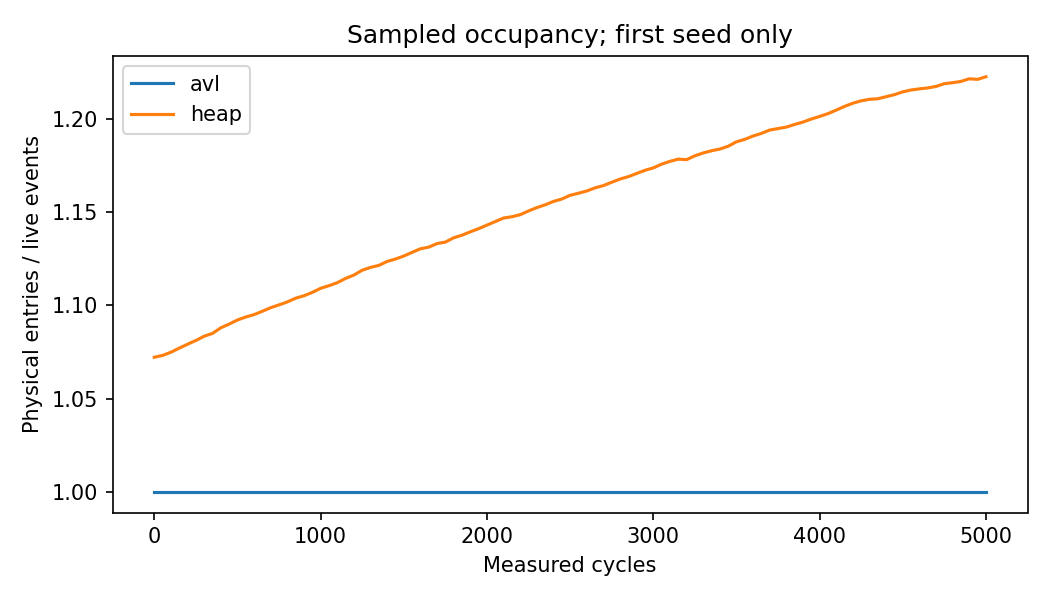 Sampled occupancy; first seed only
avl
heap
1.20
1.15
1.10
1.05
1.00
Physical entries / live events
0 1000 2000 3000 4000 5000
Measured cycles